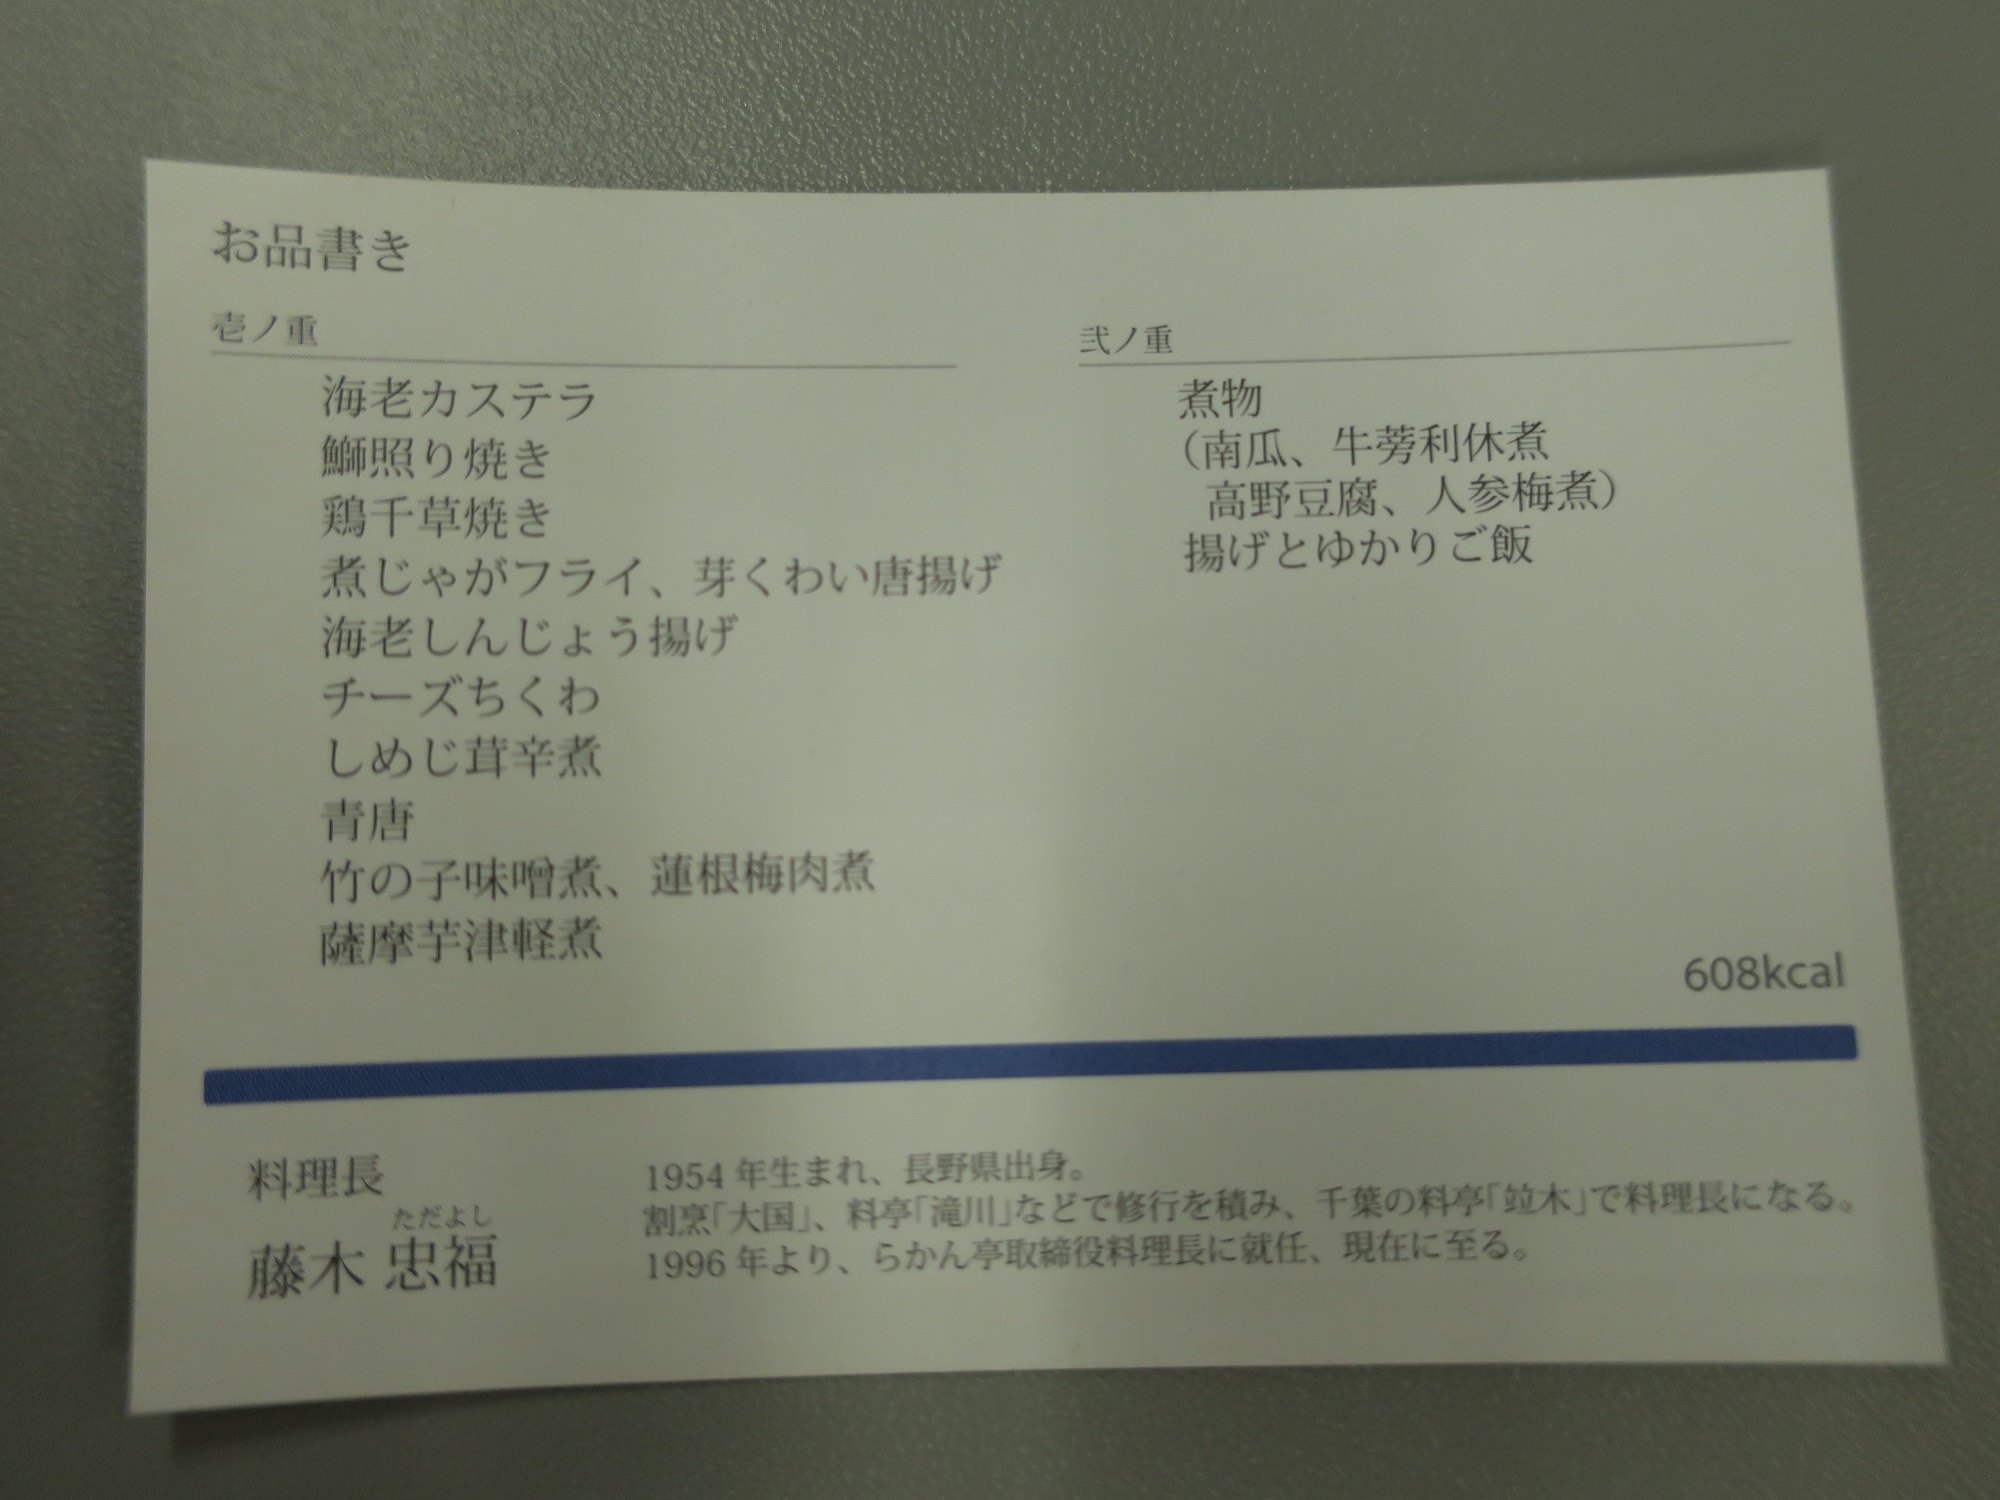 お品書き
壱ノ重
海老カステラ
鰤照り焼き
鶏千草焼き
煮じゃがフライ、芽くわい唐揚げ
海老しんじょう揚げ
チーズちくわ
しめじ茸辛煮
青唐
竹の子味噌煮、蓮根梅肉煮
薩摩芋津軽煮
弐ノ重
煮物
（南瓜、牛蒡利休煮
高野豆腐、人参梅煮）
揚げとゆかりご飯
608kcal
料理長
ただよし
藤木 忠福
1954 年生まれ、長野県出身。
割烹「大国」、料亭「滝川」などで修行を積み、千葉の料亭「竝木」で料理長になる。
1996 年より、らかん亭取締役料理長に就任、現在に至る。